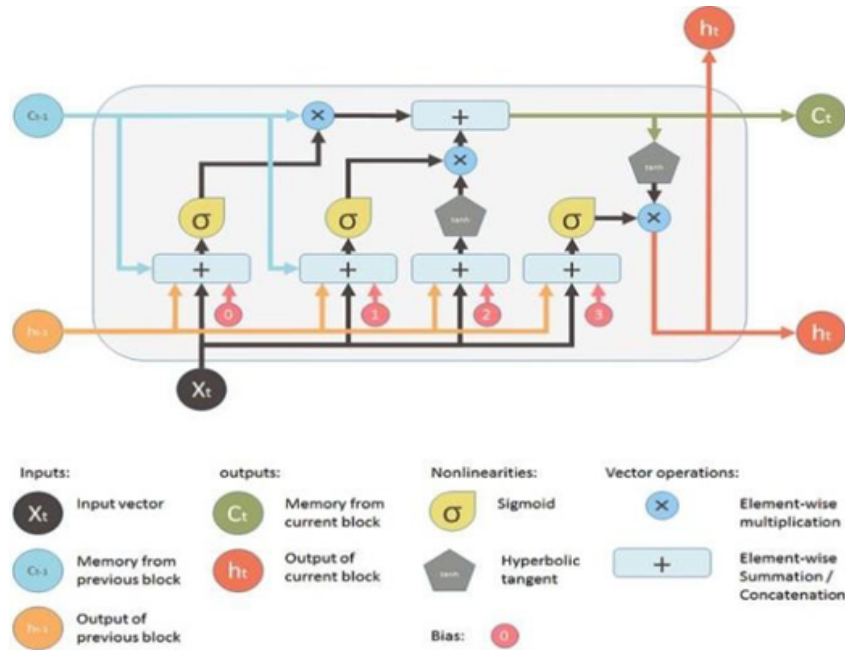 hₜ
Cₜ₋₁
×
+
Cₜ
×
tanh
σ
σ
tanh
σ
×
+
+
+
+
hₜ₋₁
0
1
2
3
hₜ
Xₜ
Inputs:
outputs:
Nonlinearities:
Vector operations:
Xₜ
Input vector
Cₜ
Memory from
current block
σ
Sigmoid
×
Element-wise
multiplication
Cₜ₋₁
Memory from
previous block
hₜ
Output of
current block
tanh
Hyperbolic
tangent
+
Element-wise
Summation /
Concatenation
hₜ₋₁
Output of
previous block
Bias:
0